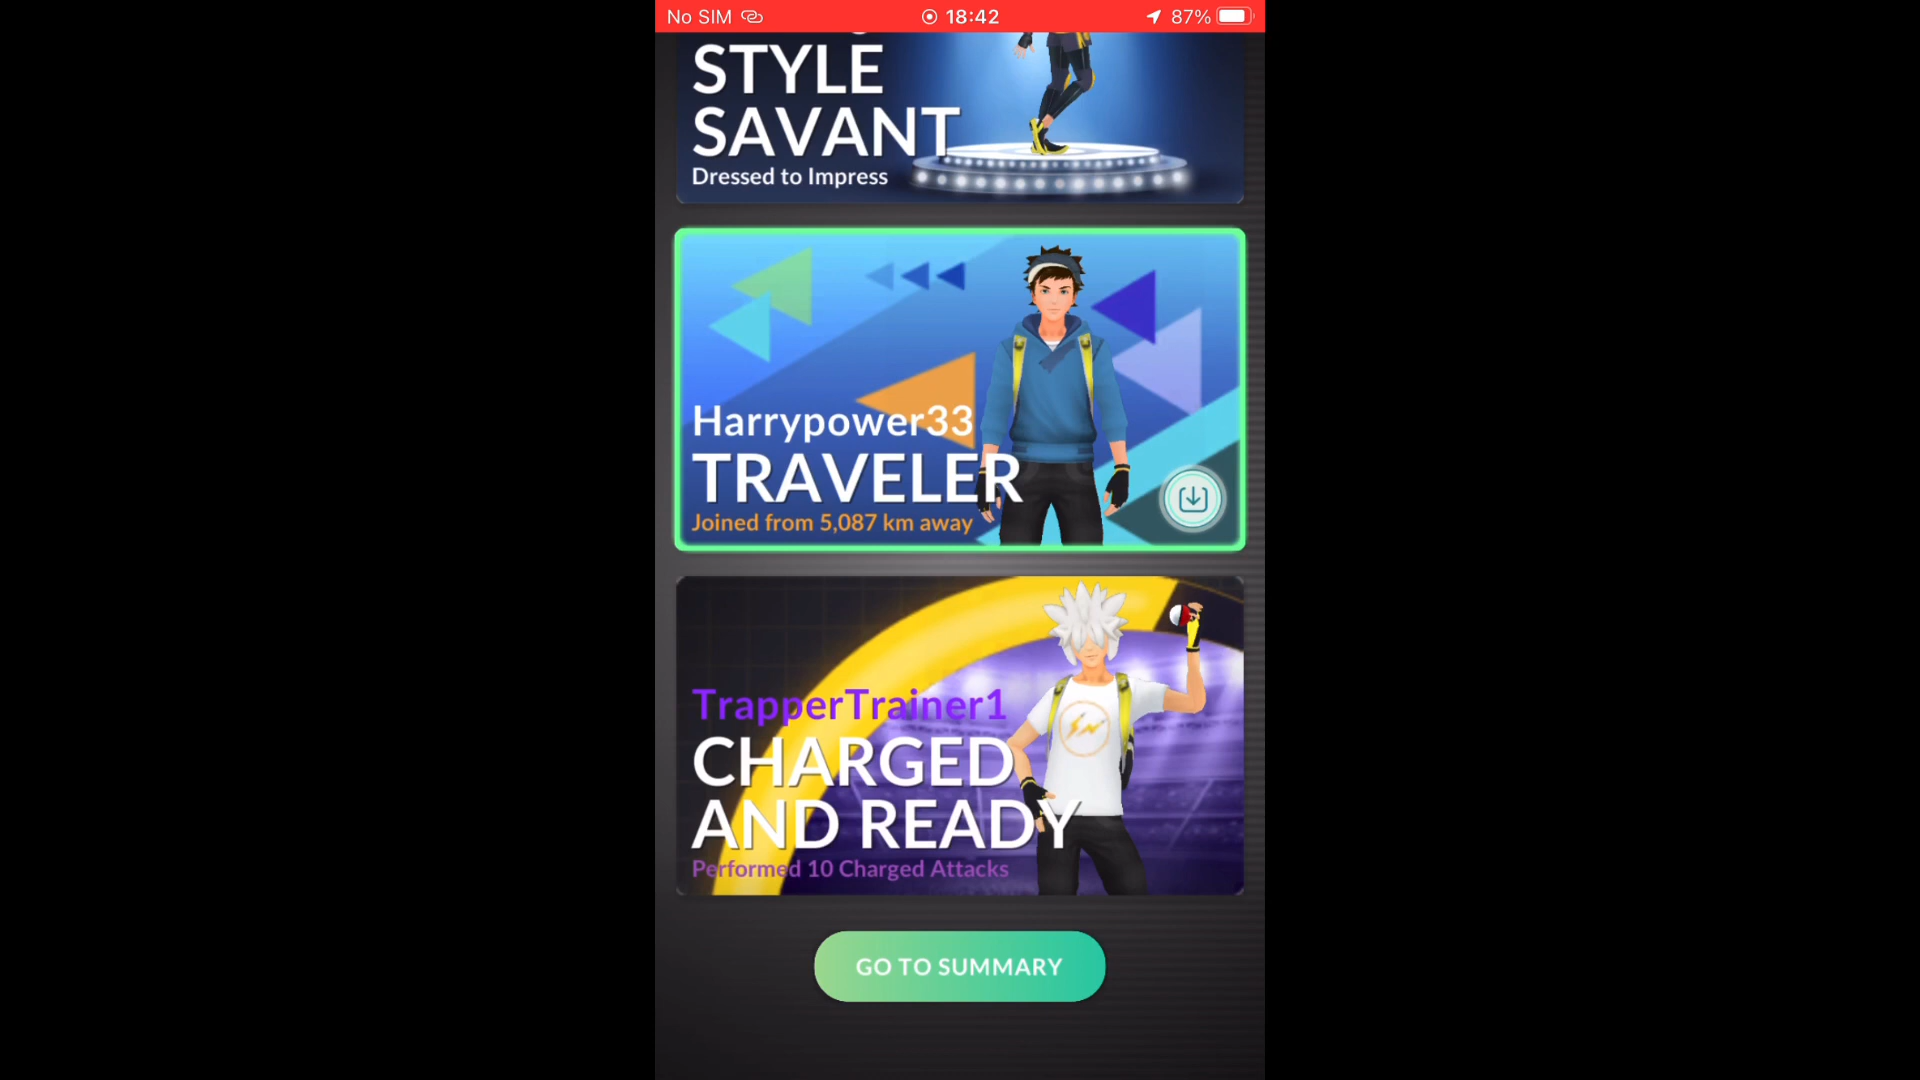 No SIM
18:42
87%
STYLE
SAVANT
Dressed to Impress
Harrypower33
TRAVELER
Joined from 5,087 km away
TrapperTrainer1
CHARGED
AND READY
Performed 10 Charged Attacks
GO TO SUMMARY